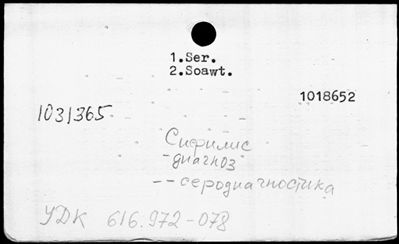 1.Ser.
2.Soawt.
1018652
1031365
Сифилис
-диагноз
-- серодиагностика
УДК 616.972-078